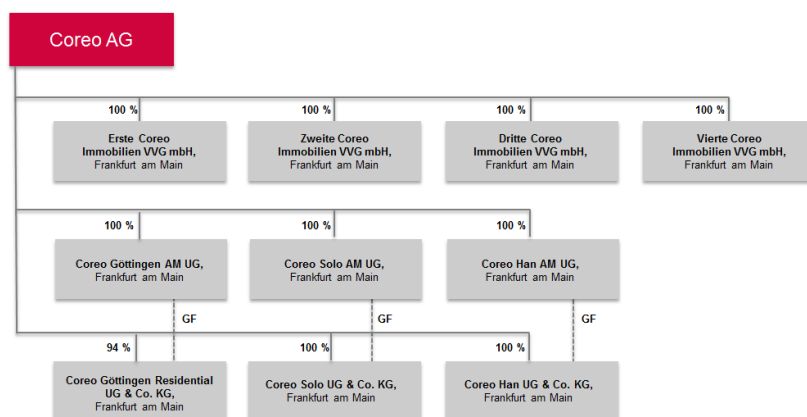 Coreo AG
100 %
100 %
100 %
100 %
Erste Coreo
Immobilien VVG mbH,
Frankfurt am Main
Zweite Coreo
Immobilien VVG mbH,
Frankfurt am Main
Dritte Coreo
Immobilien VVG mbH,
Frankfurt am Main
Vierte Coreo
Immobilien VVG mbH,
Frankfurt am Main
100 %
100 %
100 %
Coreo Göttingen AM UG,
Frankfurt am Main
Coreo Solo AM UG,
Frankfurt am Main
Coreo Han AM UG,
Frankfurt am Main
GF
GF
GF
94 %
100 %
100 %
Coreo Göttingen Residential
UG & Co. KG,
Frankfurt am Main
Coreo Solo UG & Co. KG,
Frankfurt am Main
Coreo Han UG & Co. KG,
Frankfurt am Main